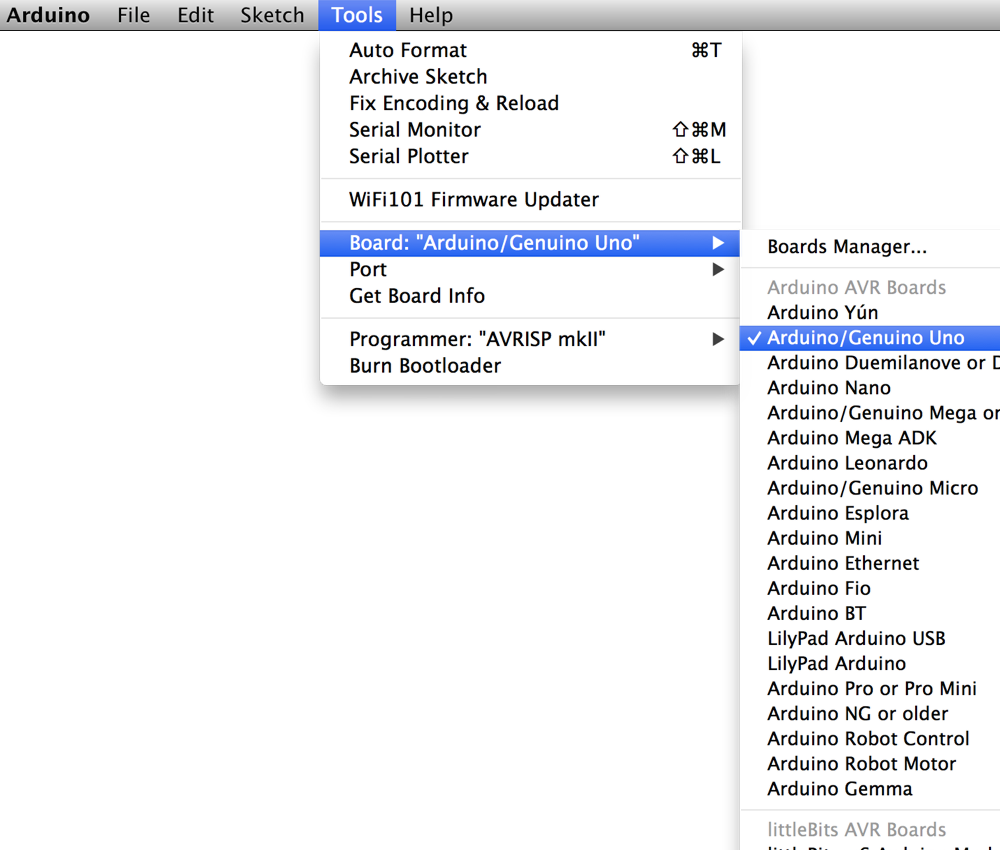 Arduino File Edit Sketch Tools Help
Auto Format ⌘T
Archive Sketch
Fix Encoding & Reload
Serial Monitor ⇧⌘M
Serial Plotter ⇧⌘L
WiFi101 Firmware Updater
Board: "Arduino/Genuino Uno" ▶
Port ▶
Get Board Info
Programmer: "AVRISP mkII" ▶
Burn Bootloader
Boards Manager...
Arduino AVR Boards
Arduino Yún
✓ Arduino/Genuino Uno
Arduino Duemilanove or
Arduino Nano
Arduino/Genuino Mega or
Arduino Mega ADK
Arduino Leonardo
Arduino/Genuino Micro
Arduino Esplora
Arduino Mini
Arduino Ethernet
Arduino Fio
Arduino BT
LilyPad Arduino USB
LilyPad Arduino
Arduino Pro or Pro Mini
Arduino NG or older
Arduino Robot Control
Arduino Robot Motor
Arduino Gemma
littleBits AVR Boards